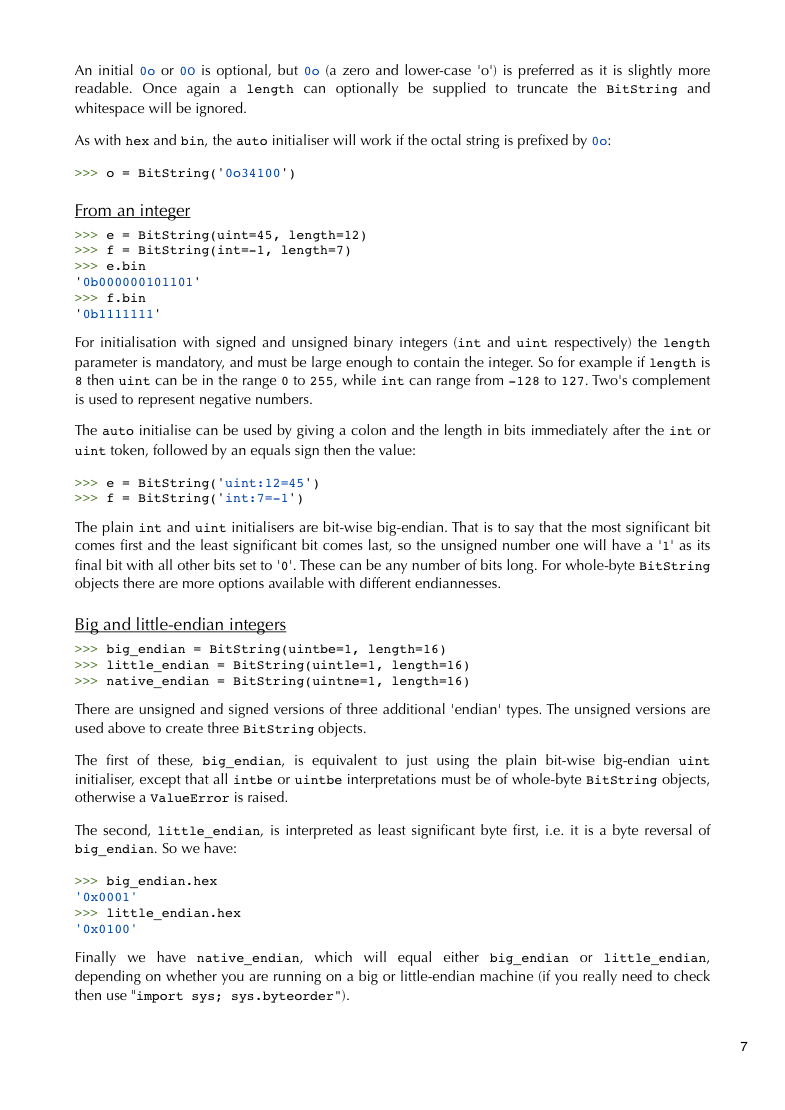 An initial 0o or 0O is optional, but 0o (a zero and lower-case 'o') is preferred as it is slightly more
readable. Once again a length can optionally be supplied to truncate the BitString and
whitespace will be ignored.
As with hex and bin, the auto initialiser will work if the octal string is prefixed by 0o:
>>> o = BitString('0o34100')
From an integer
>>> e = BitString(uint=45, length=12)
>>> f = BitString(int=-1, length=7)
>>> e.bin
'0b000000101101'
>>> f.bin
'0b1111111'
For initialisation with signed and unsigned binary integers (int and uint respectively) the length
parameter is mandatory, and must be large enough to contain the integer. So for example if length is
8 then uint can be in the range 0 to 255, while int can range from -128 to 127. Two's complement
is used to represent negative numbers.
The auto initialise can be used by giving a colon and the length in bits immediately after the int or
uint token, followed by an equals sign then the value:
>>> e = BitString('uint:12=45')
>>> f = BitString('int:7=-1')
The plain int and uint initialisers are bit-wise big-endian. That is to say that the most significant bit
comes first and the least significant bit comes last, so the unsigned number one will have a '1' as its
final bit with all other bits set to '0'. These can be any number of bits long. For whole-byte BitString
objects there are more options available with different endiannesses.
Big and little-endian integers
>>> big_endian = BitString(uintbe=1, length=16)
>>> little_endian = BitString(uintle=1, length=16)
>>> native_endian = BitString(uintne=1, length=16)
There are unsigned and signed versions of three additional 'endian' types. The unsigned versions are
used above to create three BitString objects.
The first of these, big_endian, is equivalent to just using the plain bit-wise big-endian uint
initialiser, except that all intbe or uintbe interpretations must be of whole-byte BitString objects,
otherwise a ValueError is raised.
The second, little_endian, is interpreted as least significant byte first, i.e. it is a byte reversal of
big_endian. So we have:
>>> big_endian.hex
'0x0001'
>>> little_endian.hex
'0x0100'
Finally we have native_endian, which will equal either big_endian or little_endian,
depending on whether you are running on a big or little-endian machine (if you really need to check
then use "import sys; sys.byteorder").
7